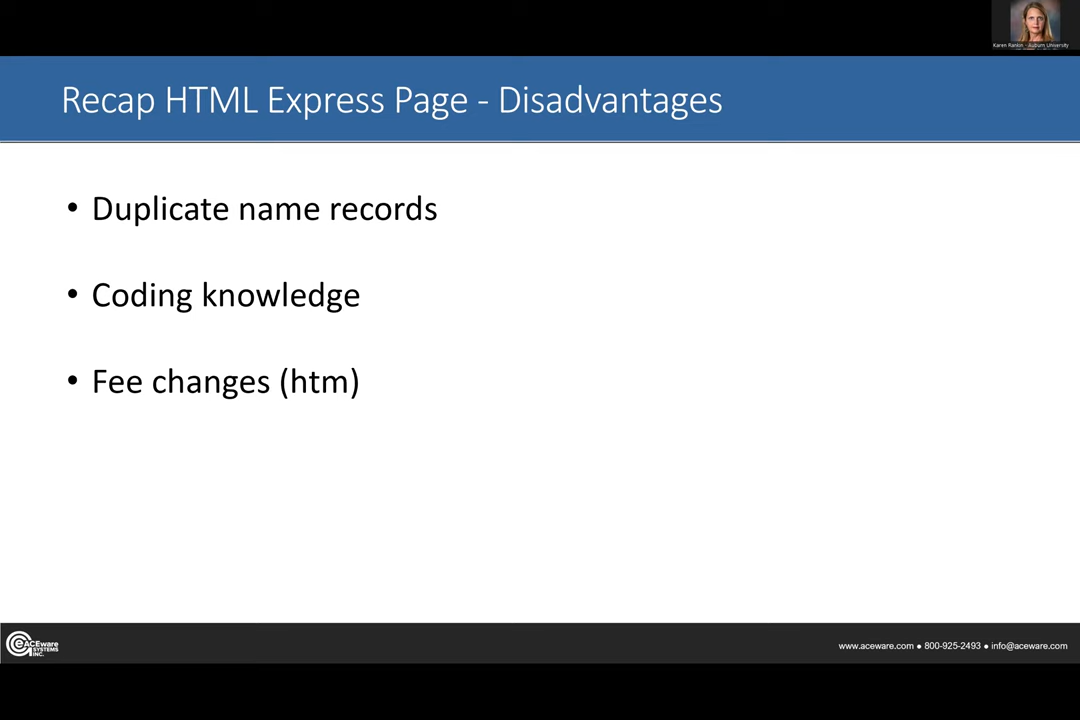 Karen Rankin - Auburn University
Recap HTML Express Page - Disadvantages
• Duplicate name records
• Coding knowledge
• Fee changes (htm)
ACEware
SYSTEMS
INC.
www.aceware.com ● 800-925-2493 ● info@aceware.com